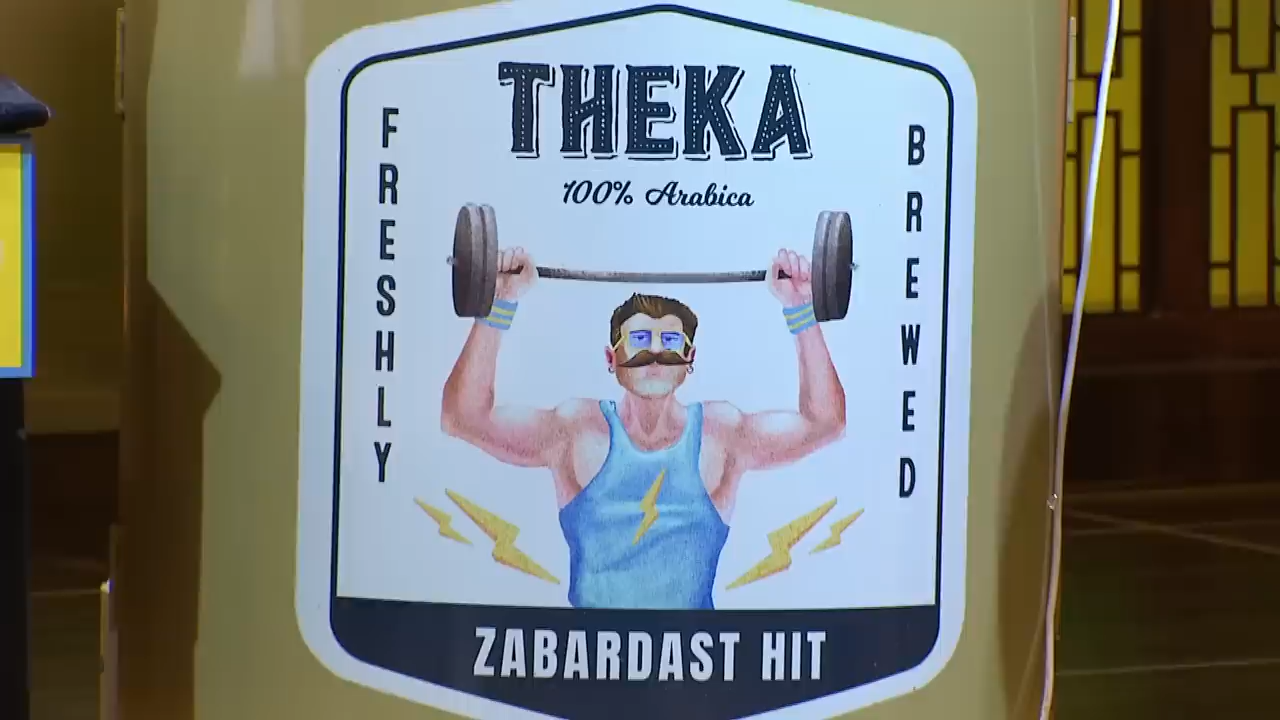 THEKA
100% Arabica
FRESHLY
BREWED
ZABARDAST HIT